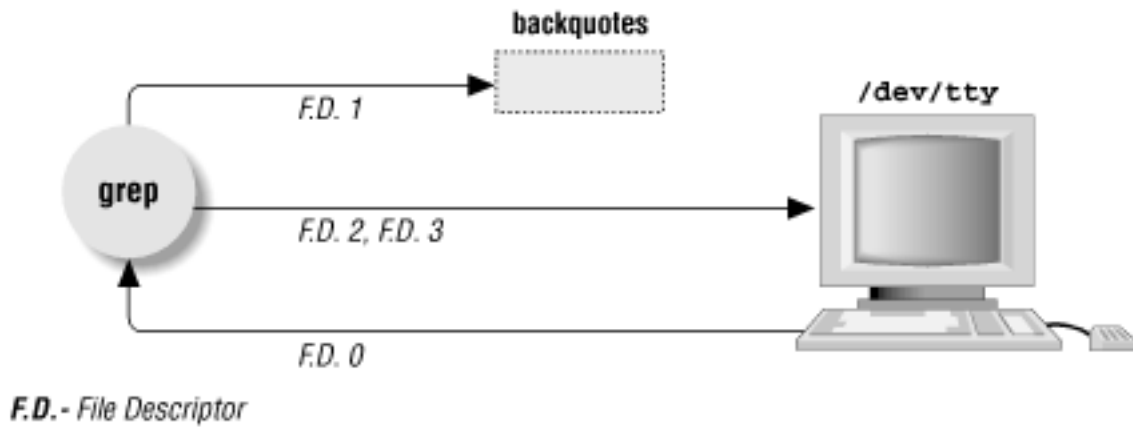 backquotes
F.D. 1
/dev/tty
grep
F.D. 2, F.D. 3
F.D. 0
F.D.- File Descriptor